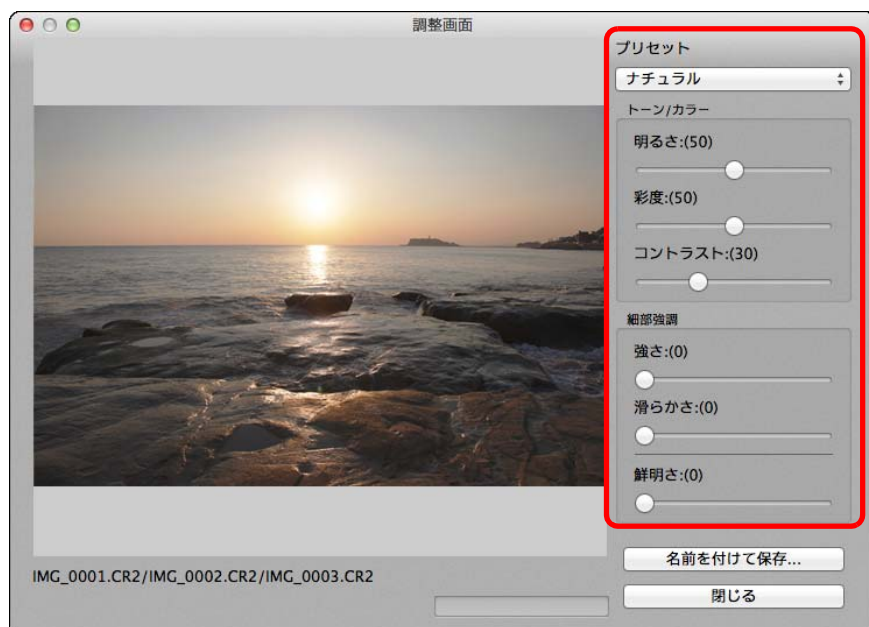 調整画面
プリセット
ナチュラル
トーン/カラー
明るさ:(50)
彩度:(50)
コントラスト:(30)
細部強調
強さ:(0)
滑らかさ:(0)
鮮明さ:(0)
名前を付けて保存...
IMG_0001.CR2/IMG_0002.CR2/IMG_0003.CR2
閉じる